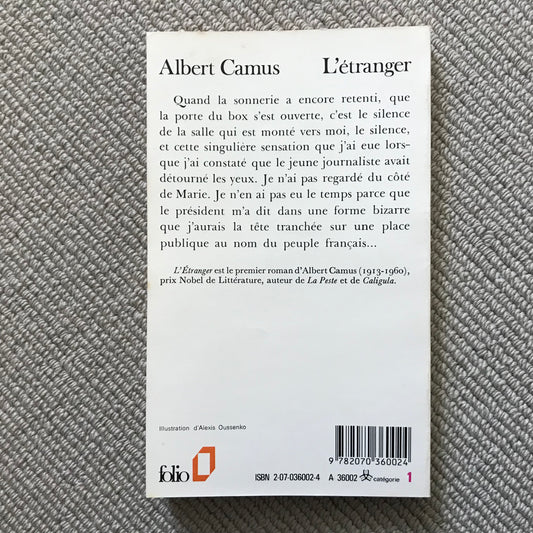 Albert Camus L'étranger
Quand la sonnerie a encore retenti, que
la porte du box s'est ouverte, c'est le silence
de la salle qui est monté vers moi, le silence,
et cette singulière sensation que j'ai eue lors-
que j'ai constaté que le jeune journaliste avait
détourné les yeux. Je n'ai pas regardé du côté
de Marie. Je n'en ai pas eu le temps parce que
le président m'a dit dans une forme bizarre
que j'aurais la tête tranchée sur une place
publique au nom du peuple français...
L'Étranger est le premier roman d'Albert Camus (1913-1960),
prix Nobel de Littérature, auteur de La Peste et de Caligula.
Illustration d'Alexis Oussenko
9 782070 360024
folio
ISBN 2-07-036002-4 A 36002 catégorie 1